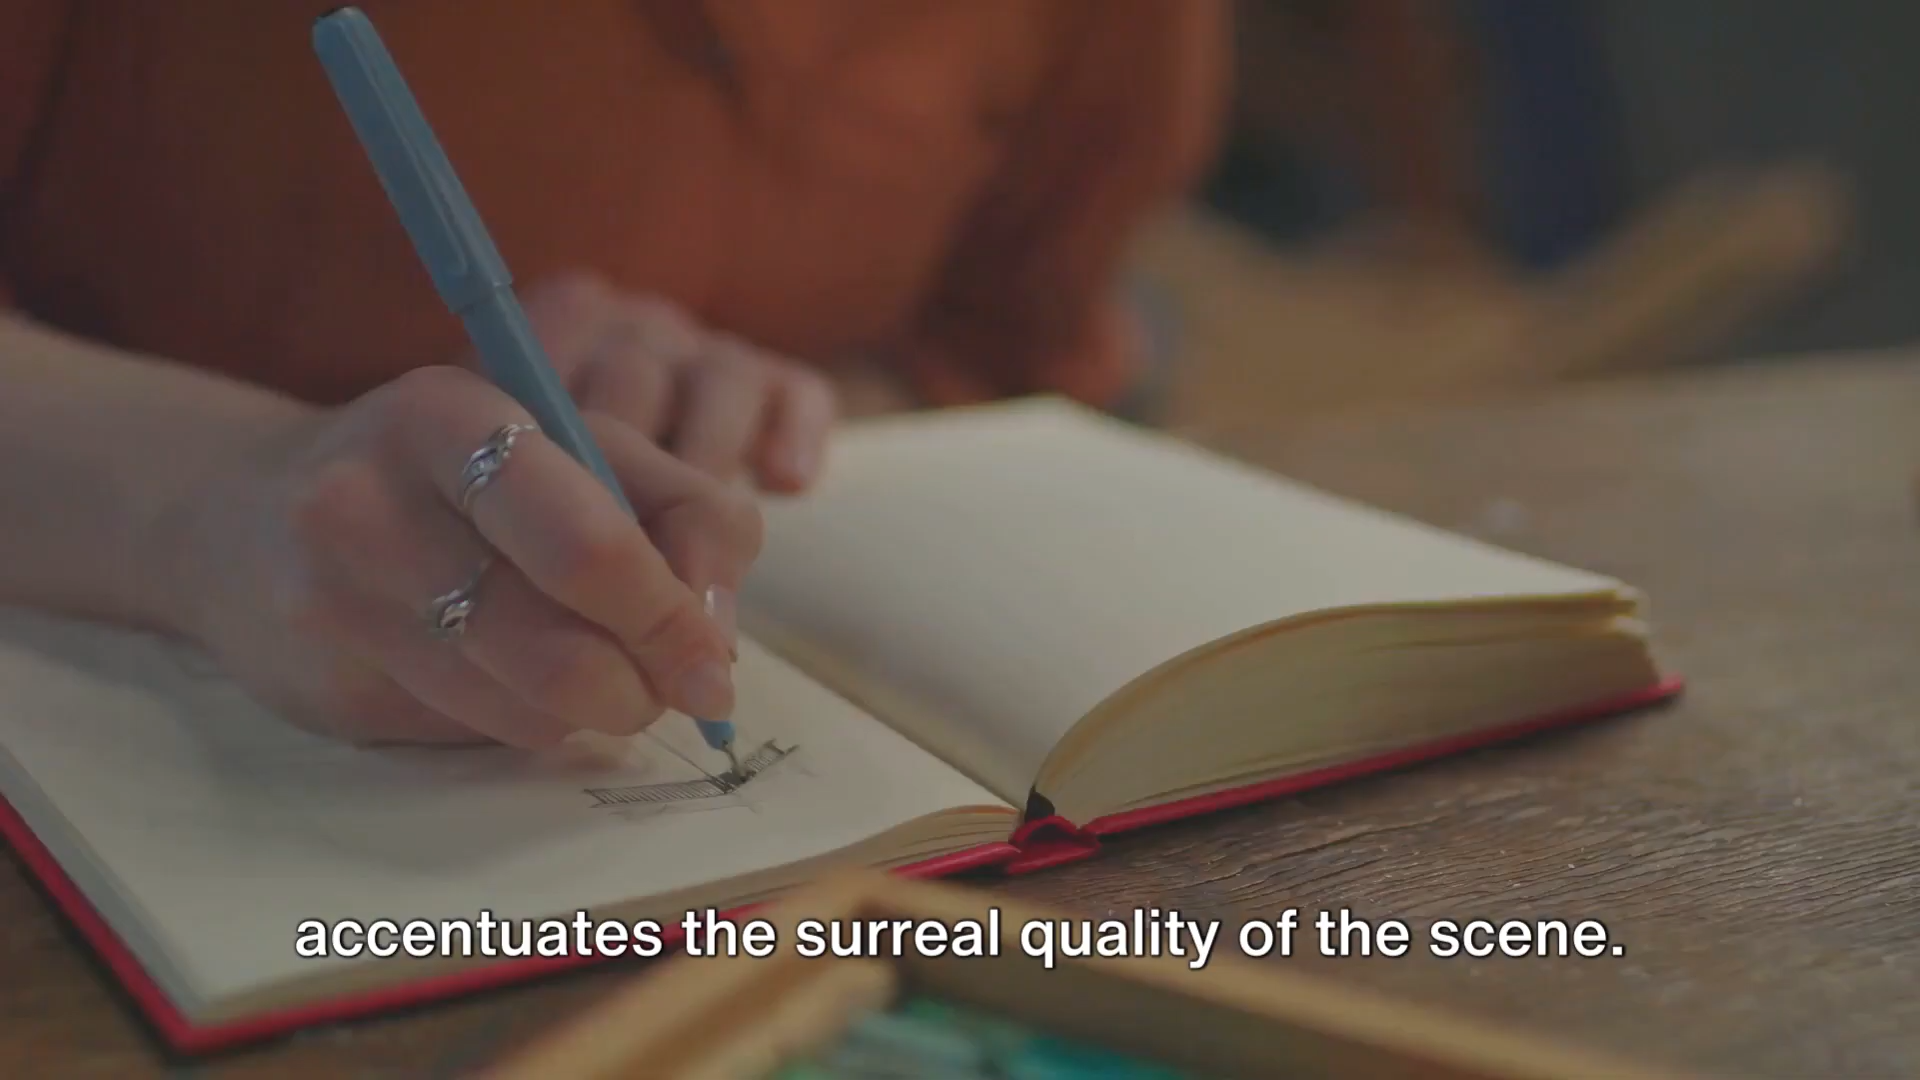 accentuates the surreal quality of the scene.